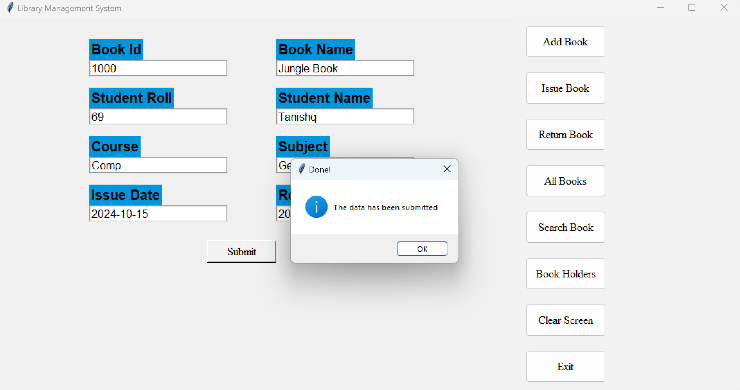 Library Management System
Book Id
Book Name
Add Book
1000
Jungle Book
Student Roll
Student Name
Issue Book
69
Tanishq
Return Book
Course
Subject
Comp
Done!
The data has been submitted
OK
All Books
Issue Date
2024-10-15
Search Book
Submit
Book Holders
Clear Screen
Exit